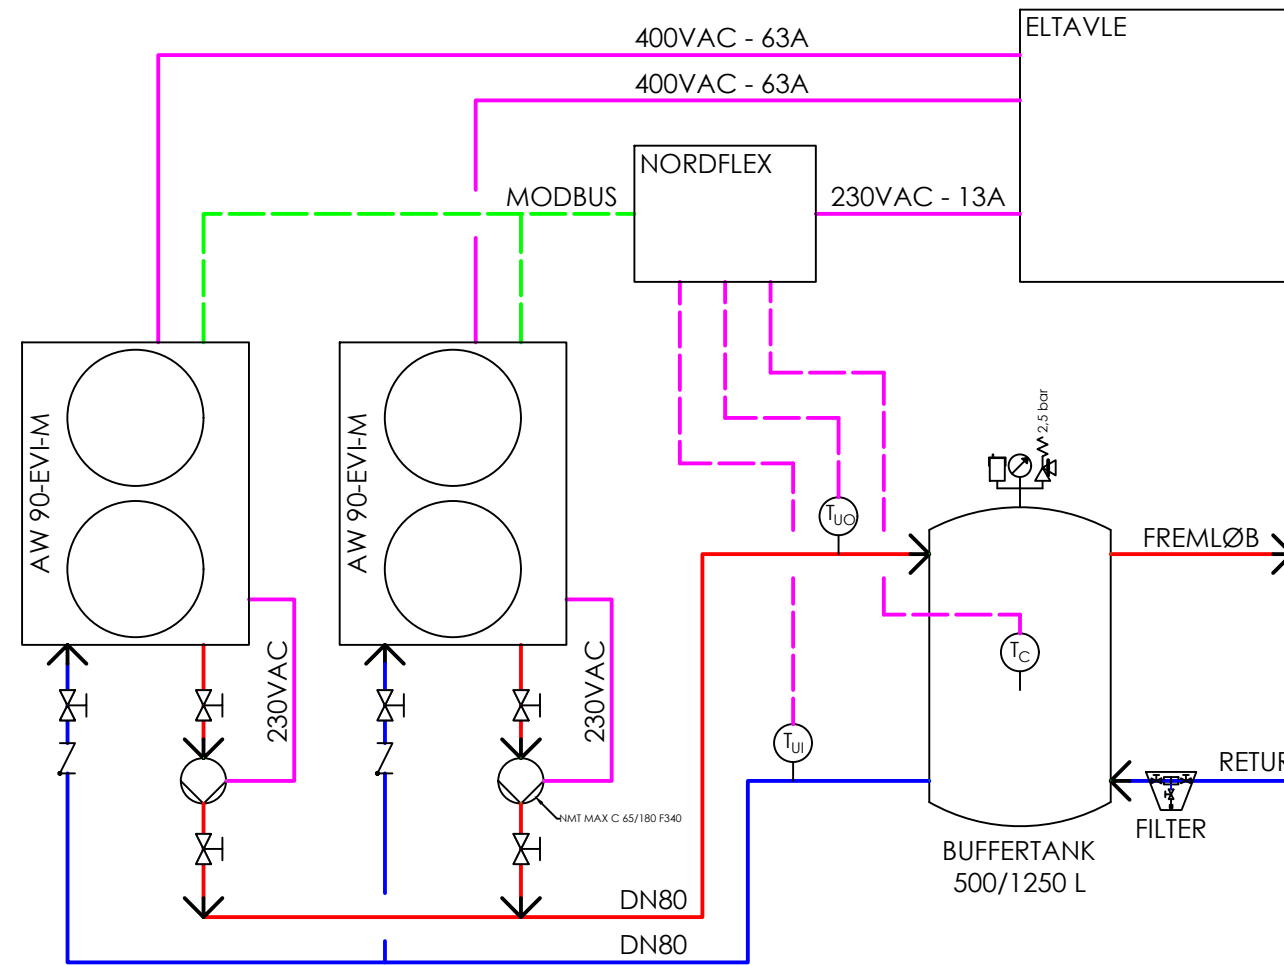 400VAC - 63A
ELTAVLE
400VAC - 63A
NORDFLEX
MODBUS
230VAC - 13A
AW 90-EVI-M
AW 90-EVI-M
2,5 bar
TUO
FREMLØB
TC
230VAC
230VAC
TUI
RETUR
NMT MAX C 65/180 F340
FILTER
BUFFERTANK
500/1250 L
DN80
DN80